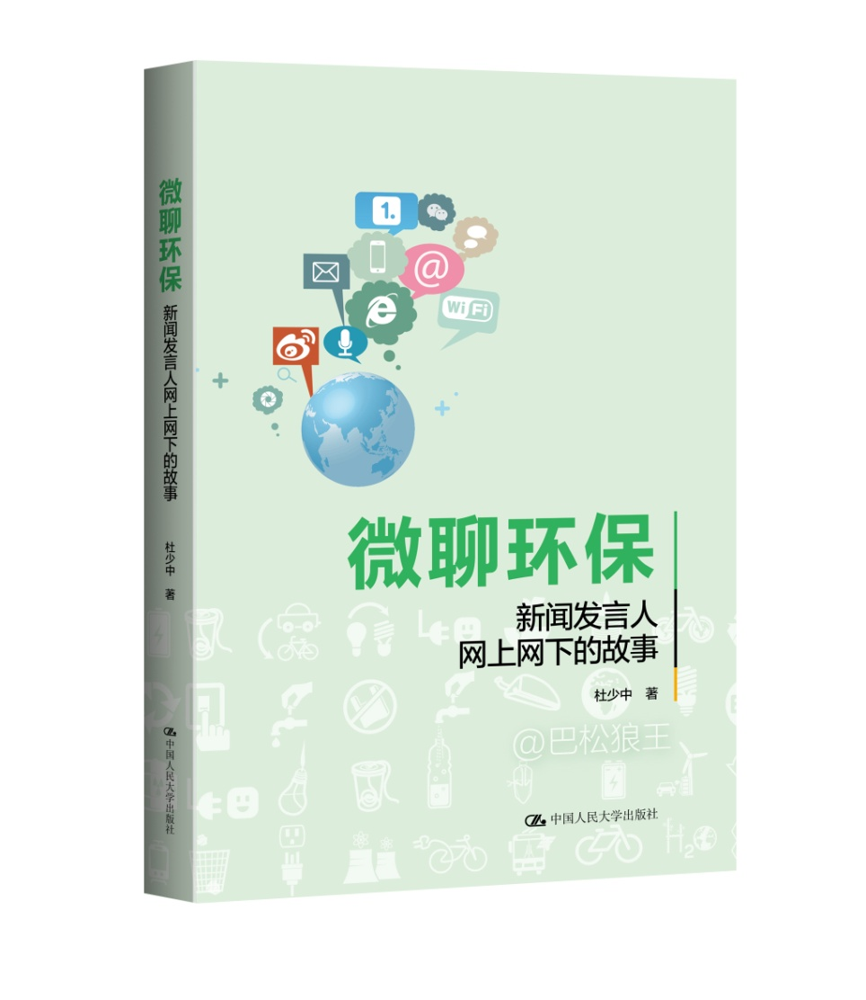 微聊环保
新闻发言人网上网下的故事
杜少中 著
中国人民大学出版社
1.
@
e
WiFi
微聊环保
新闻发言人
网上网下的故事
杜少中 著
@巴松狼王
中国人民大学出版社
H₂